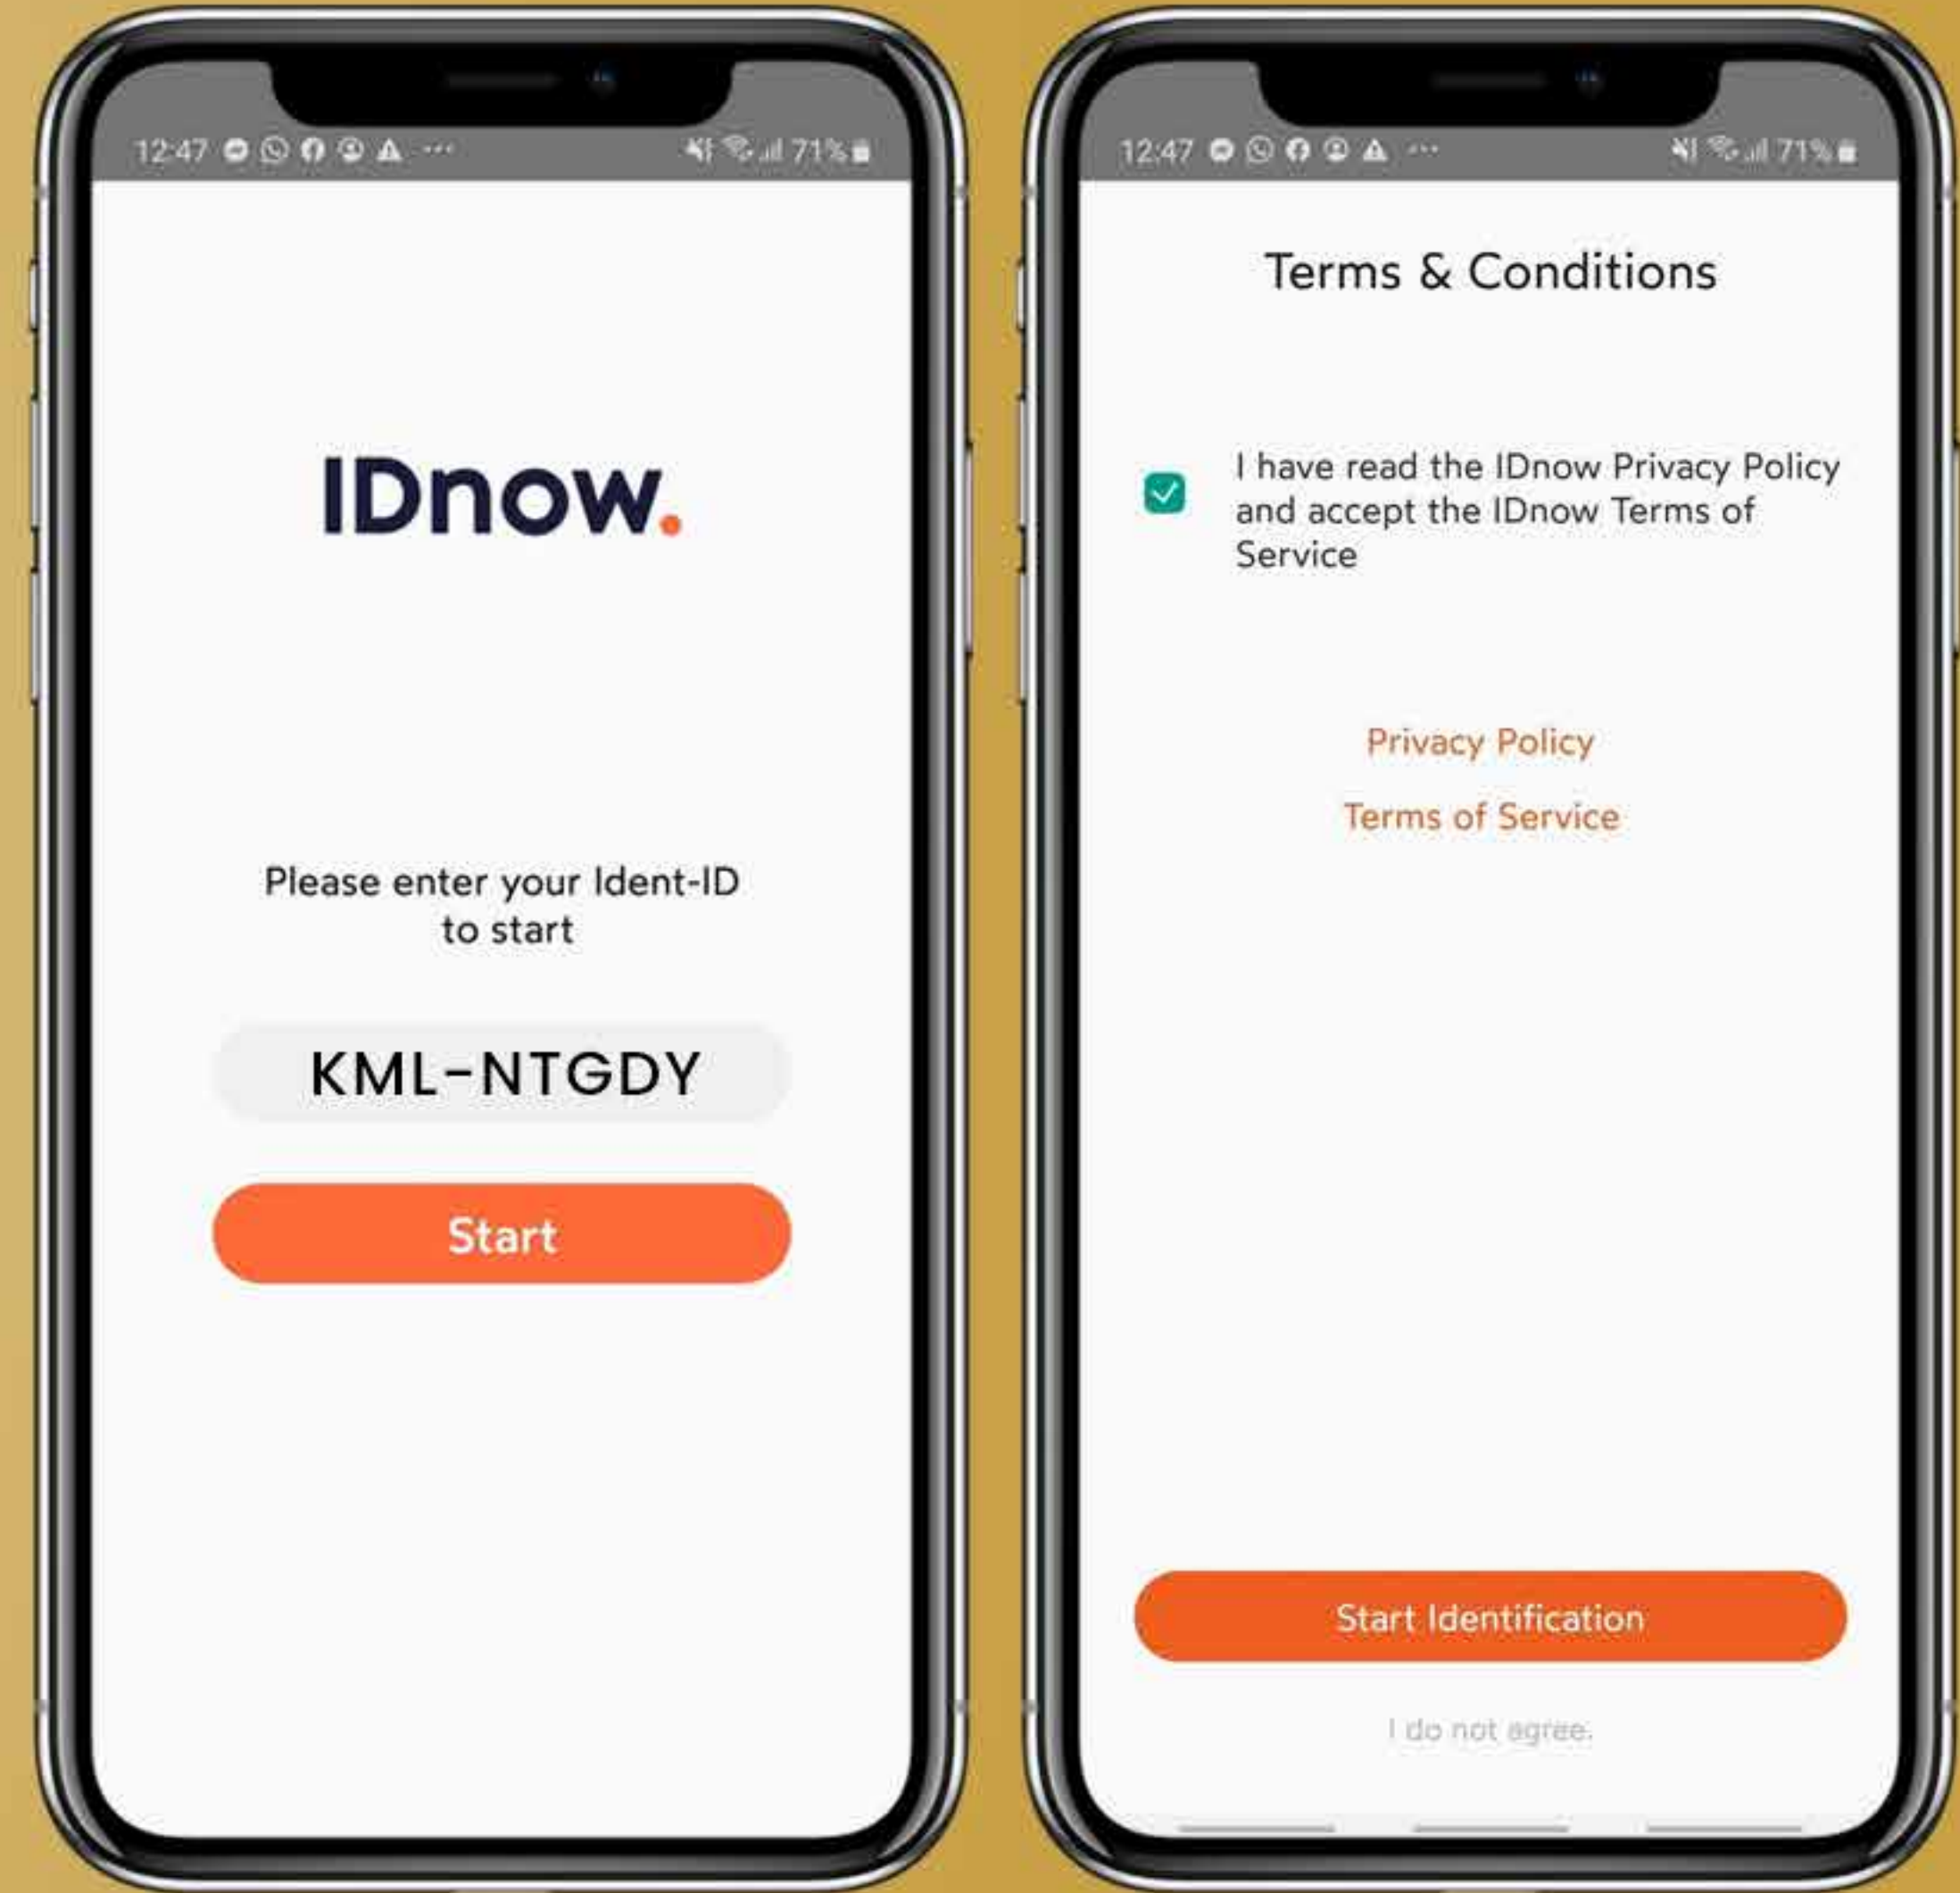 12:47
71%
IDnow.
Please enter your Ident-ID
to start
KML-NTGDY
Start
12:47
71%
Terms & Conditions
I have read the IDnow Privacy Policy
and accept the IDnow Terms of
Service
Privacy Policy
Terms of Service
Start Identification
I do not agree.